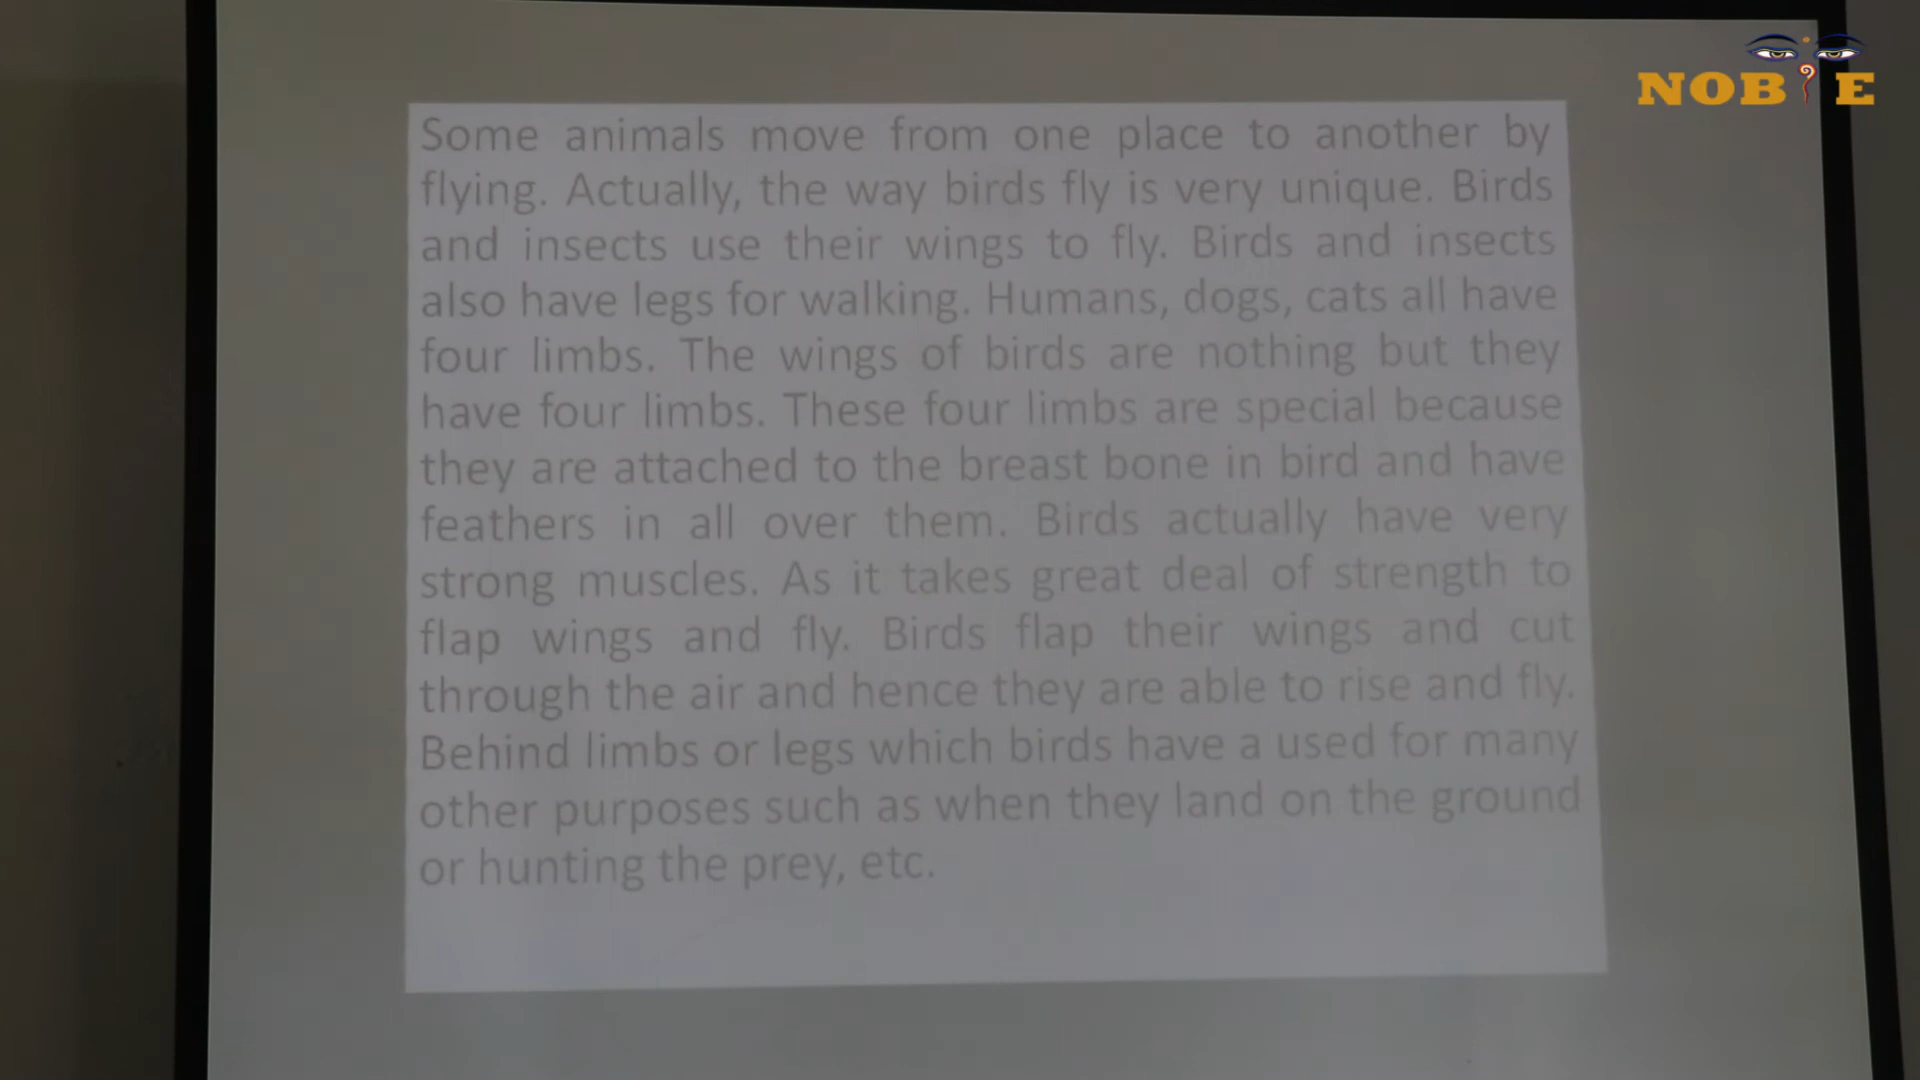 NOB E
Some animals move from one place to another by
flying. Actually, the way birds fly is very unique. Birds
and insects use their wings to fly. Birds and insects
also have legs for walking. Humans, dogs, cats all have
four limbs. The wings of birds are nothing but they
have four limbs. These four limbs are special because
they are attached to the breast bone in bird and have
feathers in all over them. Birds actually have very
strong muscles. As it takes great deal of strength to
flap wings and fly. Birds flap their wings and cut
through the air and hence they are able to rise and fly.
Behind limbs or legs which birds have a used for many
other purposes such as when they land on the ground
or hunting the prey, etc.